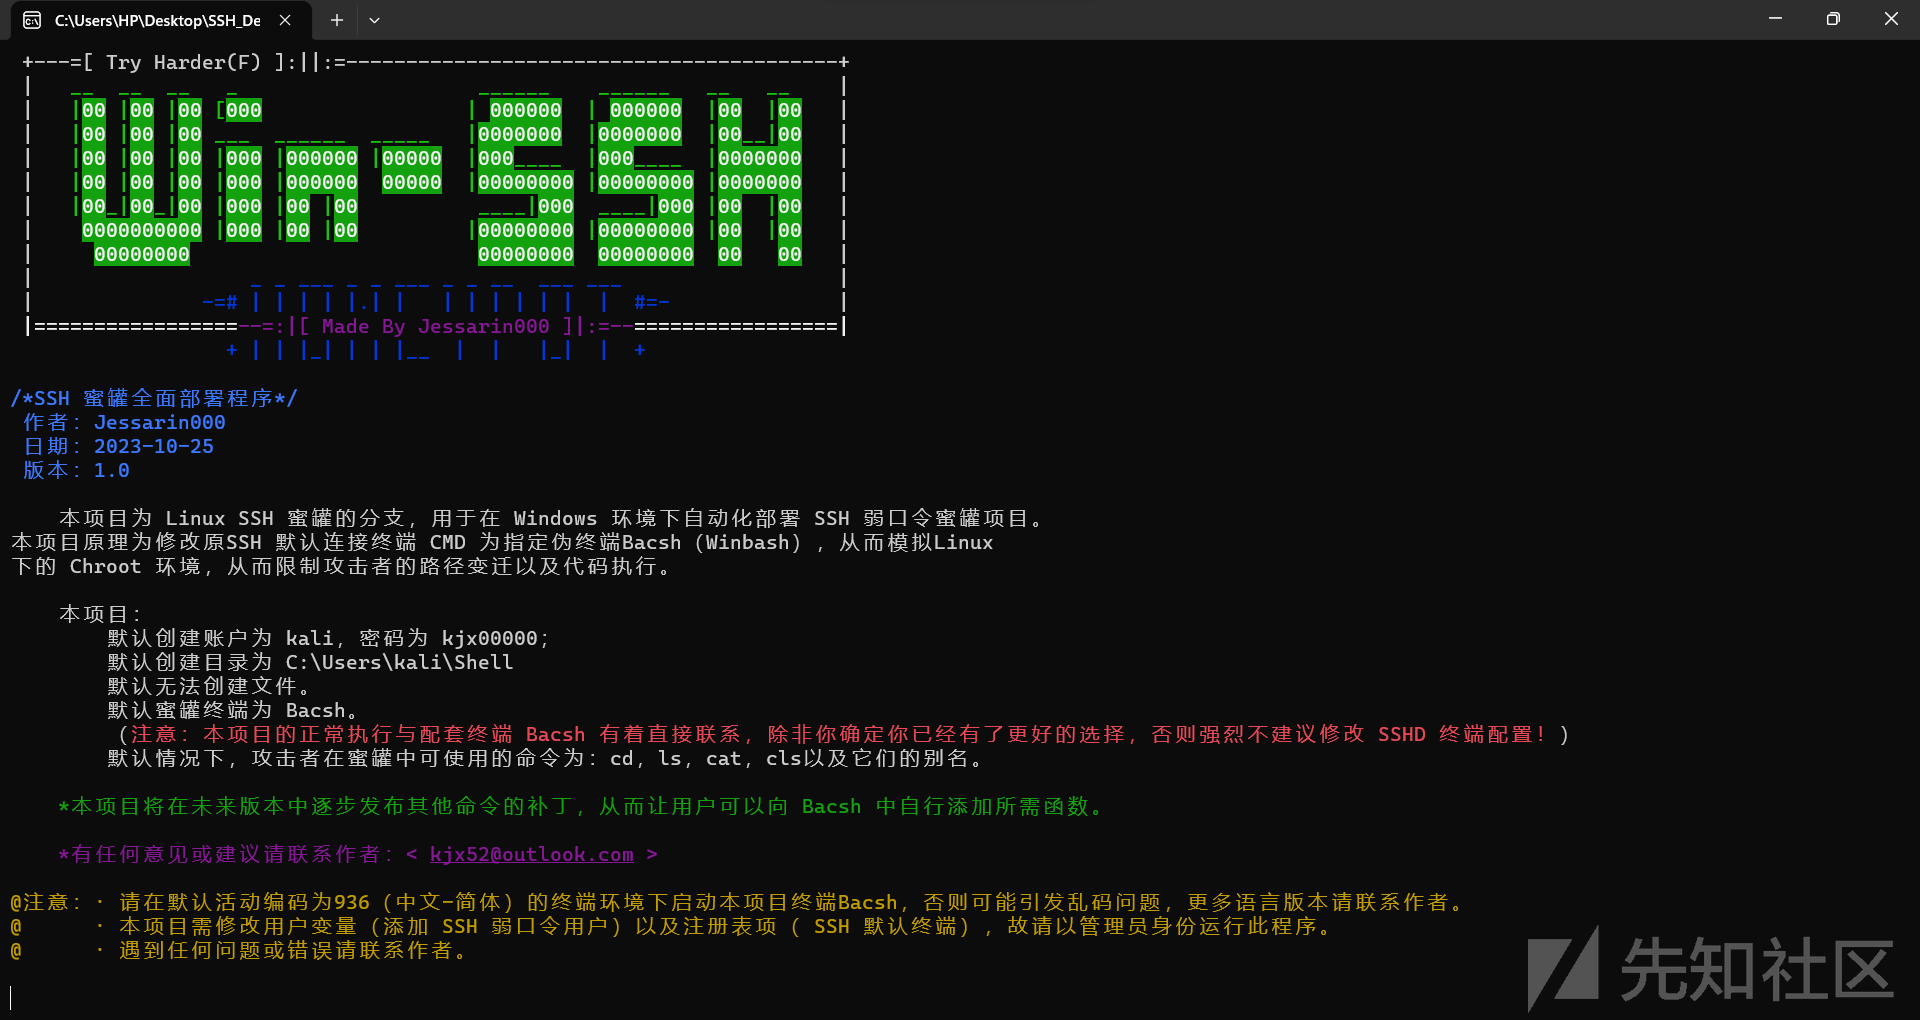 C:\Users\HP\Desktop\SSH_De
+---=[ Try Harder(F) ]:||:=-----------------------------------------+
Win-SSH
HONEYPOT
|=================--=:|[ Made By Jessarin000 ]|:=--=================|
/*SSH 蜜罐全面部署程序*/
作者：Jessarin000
日期：2023-10-25
版本：1.0
本项目为 Linux SSH 蜜罐的分支，用于在 Windows 环境下自动化部署 SSH 弱口令蜜罐项目。
本项目原理为修改原SSH 默认连接终端 CMD 为指定伪终端Bacsh（Winbash），从而模拟Linux
下的 Chroot 环境，从而限制攻击者的路径变迁以及代码执行。
本项目：
默认创建账户为 kali，密码为 kjx00000；
默认创建目录为 C:\Users\kali\Shell
默认无法创建文件。
默认蜜罐终端为 Bacsh。
（注意：本项目的正常执行与配套终端 Bacsh 有着直接联系，除非你确定你已经有了更好的选择，否则强烈不建议修改 SSHD 终端配置！）
默认情况下，攻击者在蜜罐中可使用的命令为：cd，ls，cat，cls以及它们的别名。
*本项目将在未来版本中逐步发布其他命令的补丁，从而让用户可以向 Bacsh 中自行添加所需函数。
*有任何意见或建议请联系作者：< kjx52@outlook.com >
@注意：· 请在默认活动编码为936（中文-简体）的终端环境下启动本项目终端Bacsh，否则可能引发乱码问题，更多语言版本请联系作者。
@ · 本项目需修改用户变量（添加 SSH 弱口令用户）以及注册表项（ SSH 默认终端），故请以管理员身份运行此程序。
@ · 遇到任何问题或错误请联系作者。
先知社区